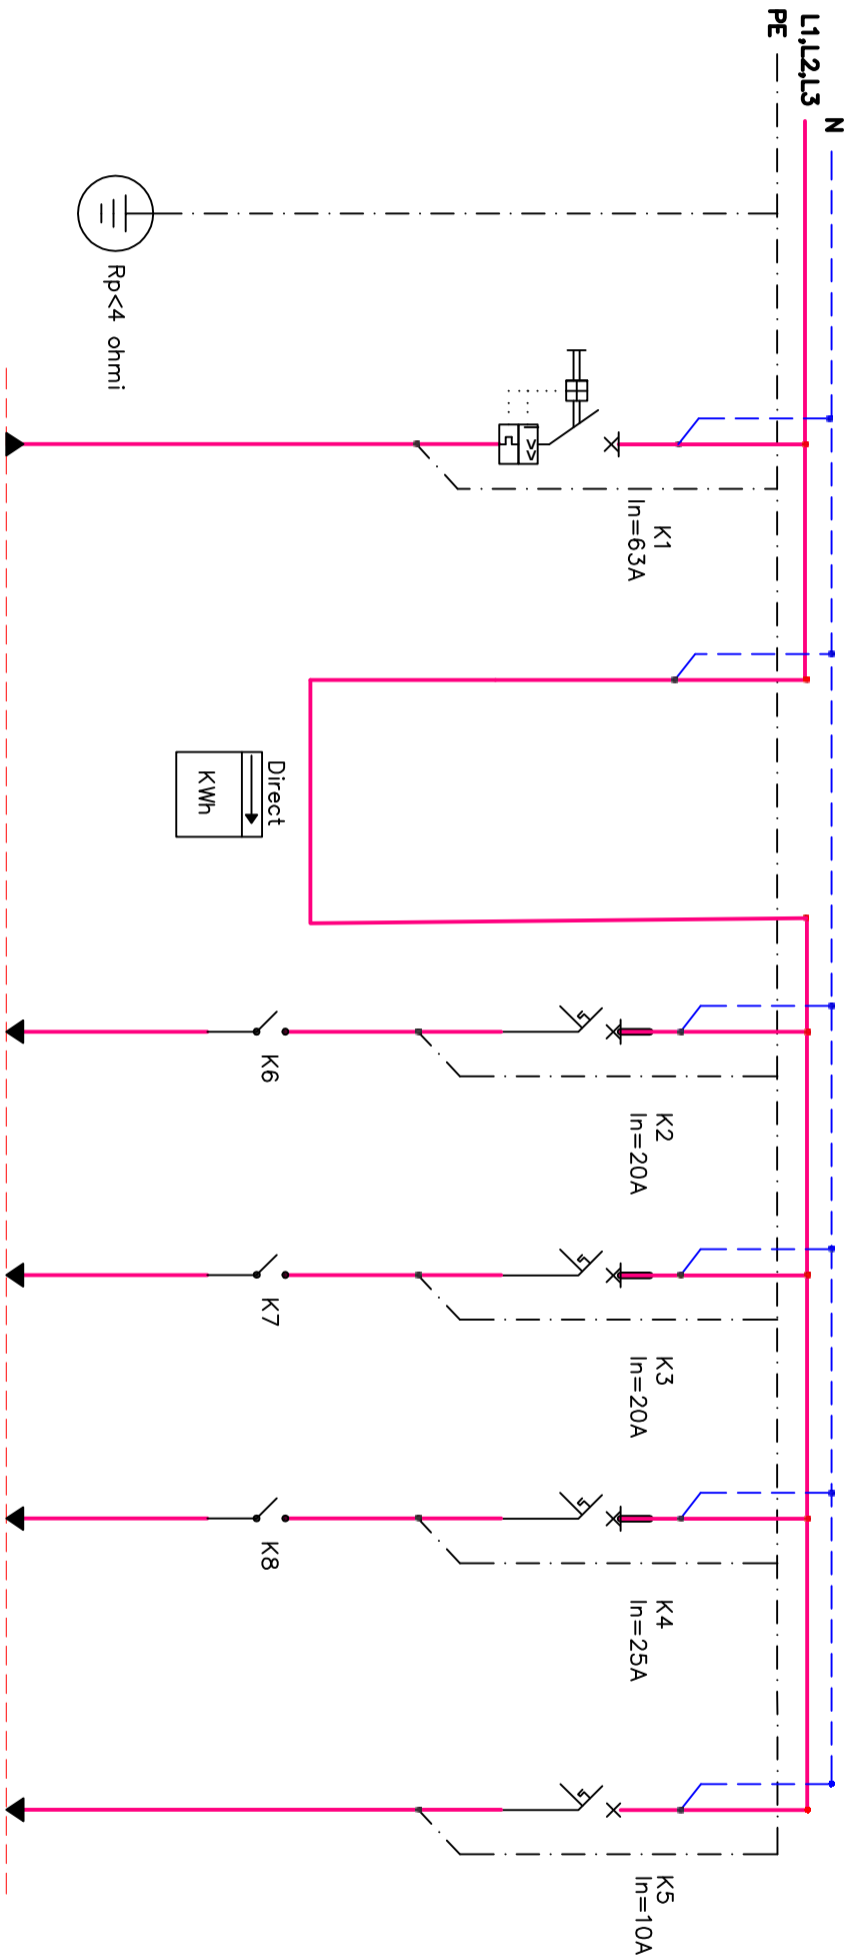 N
L1,L2,L3
PE
Rp<4 ohmi
K1
In=63A
Direct
KWh
K2
In=20A
K6
K3
In=20A
K7
K4
In=25A
K8
K5
In=10A